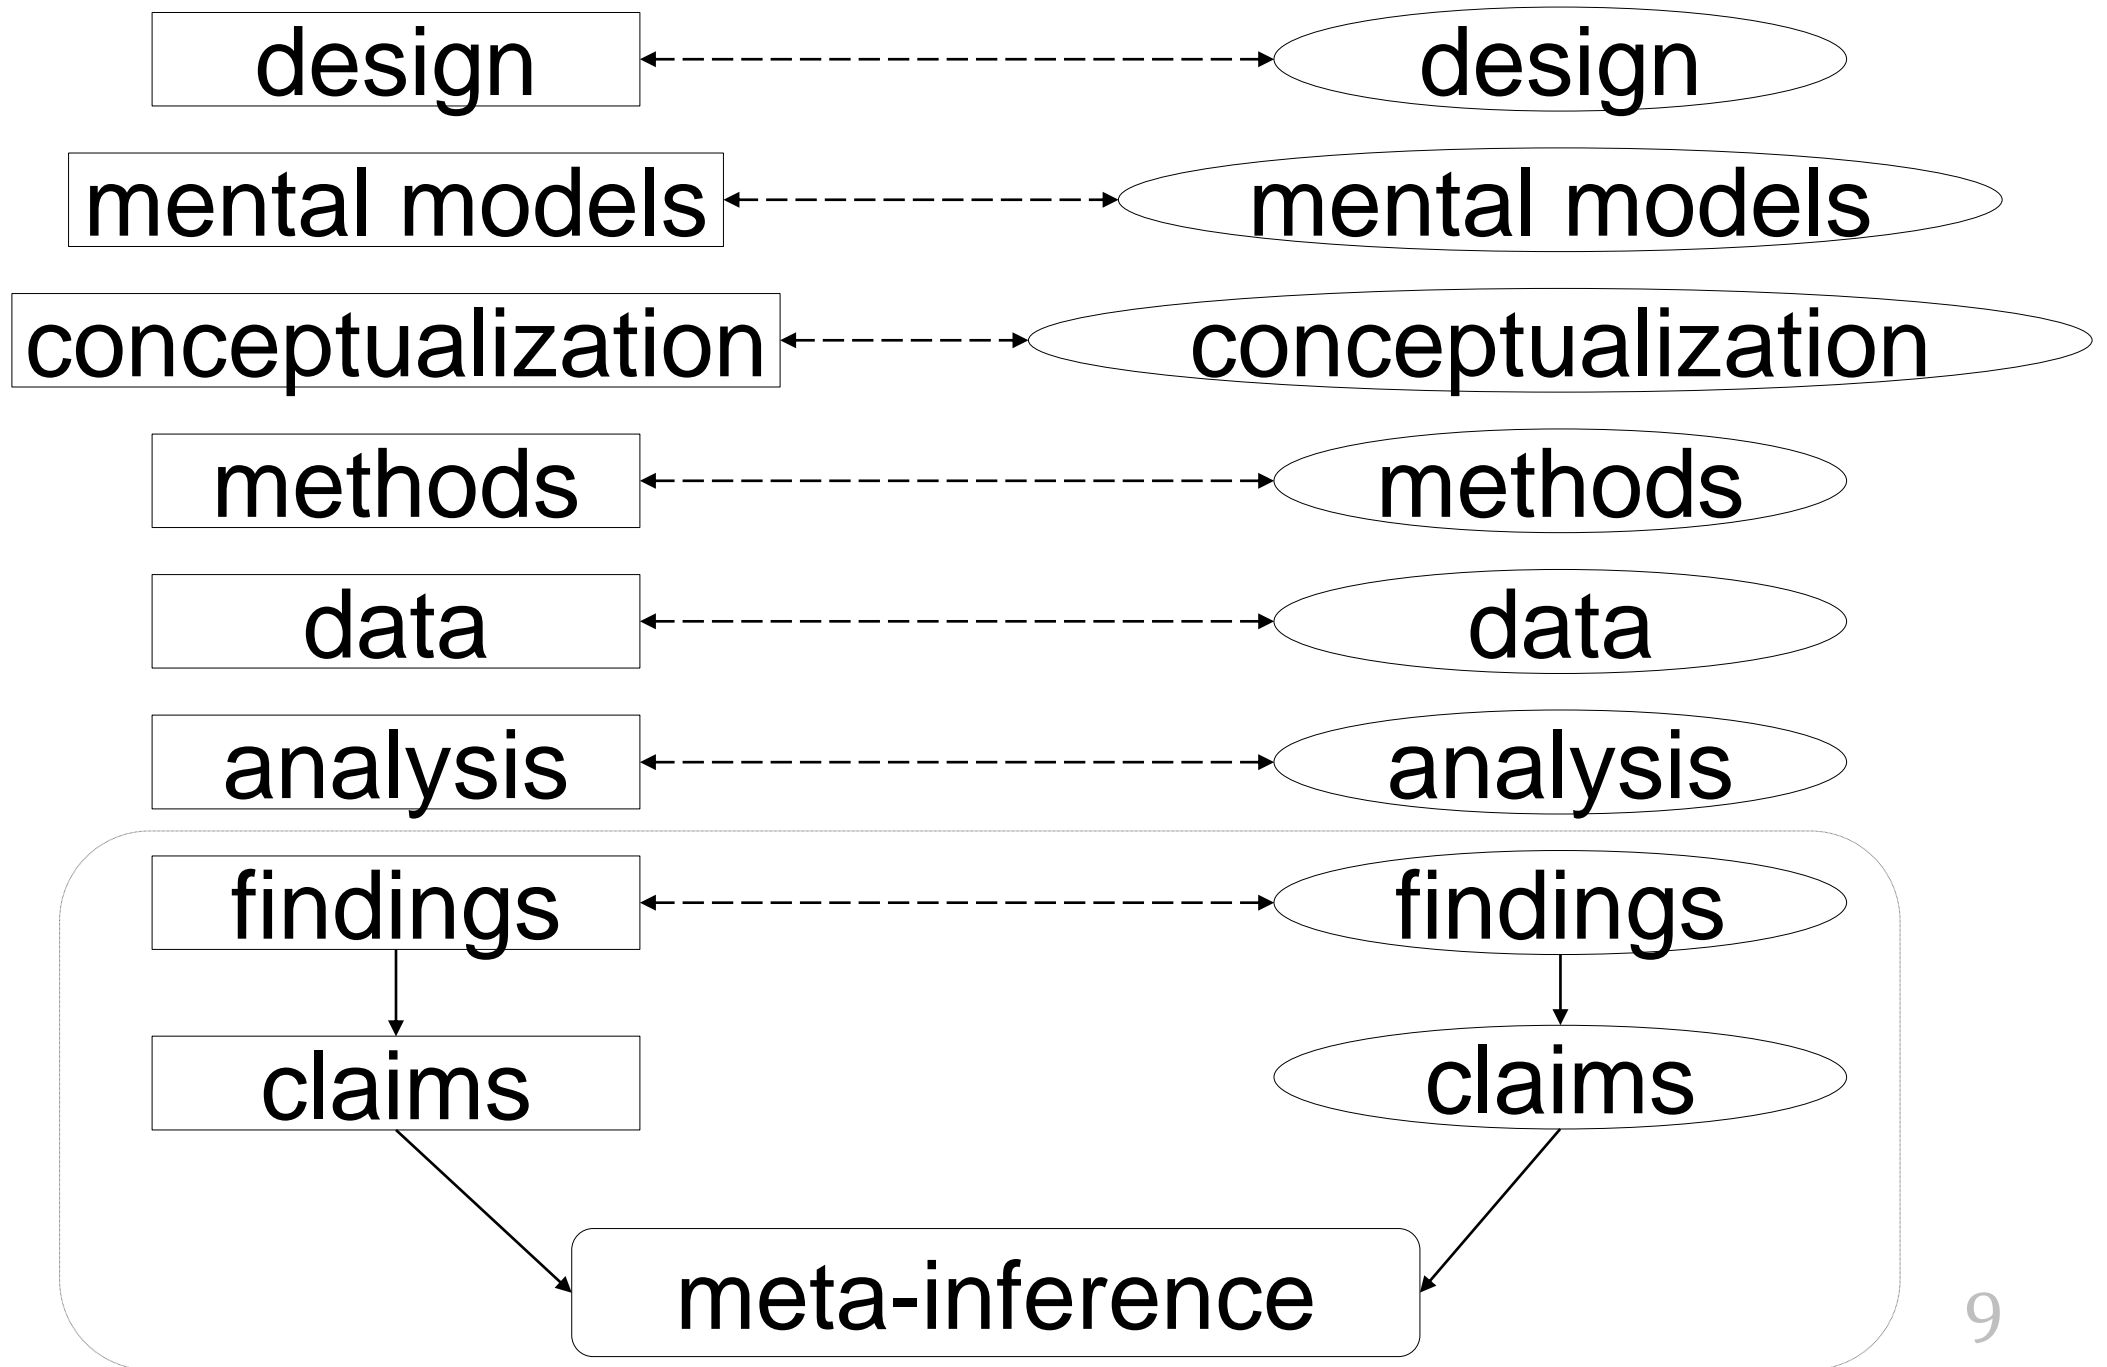 design design
mental models mental models
conceptualization conceptualization
methods methods
data data
analysis analysis
findings findings
claims claims
meta-inference
9